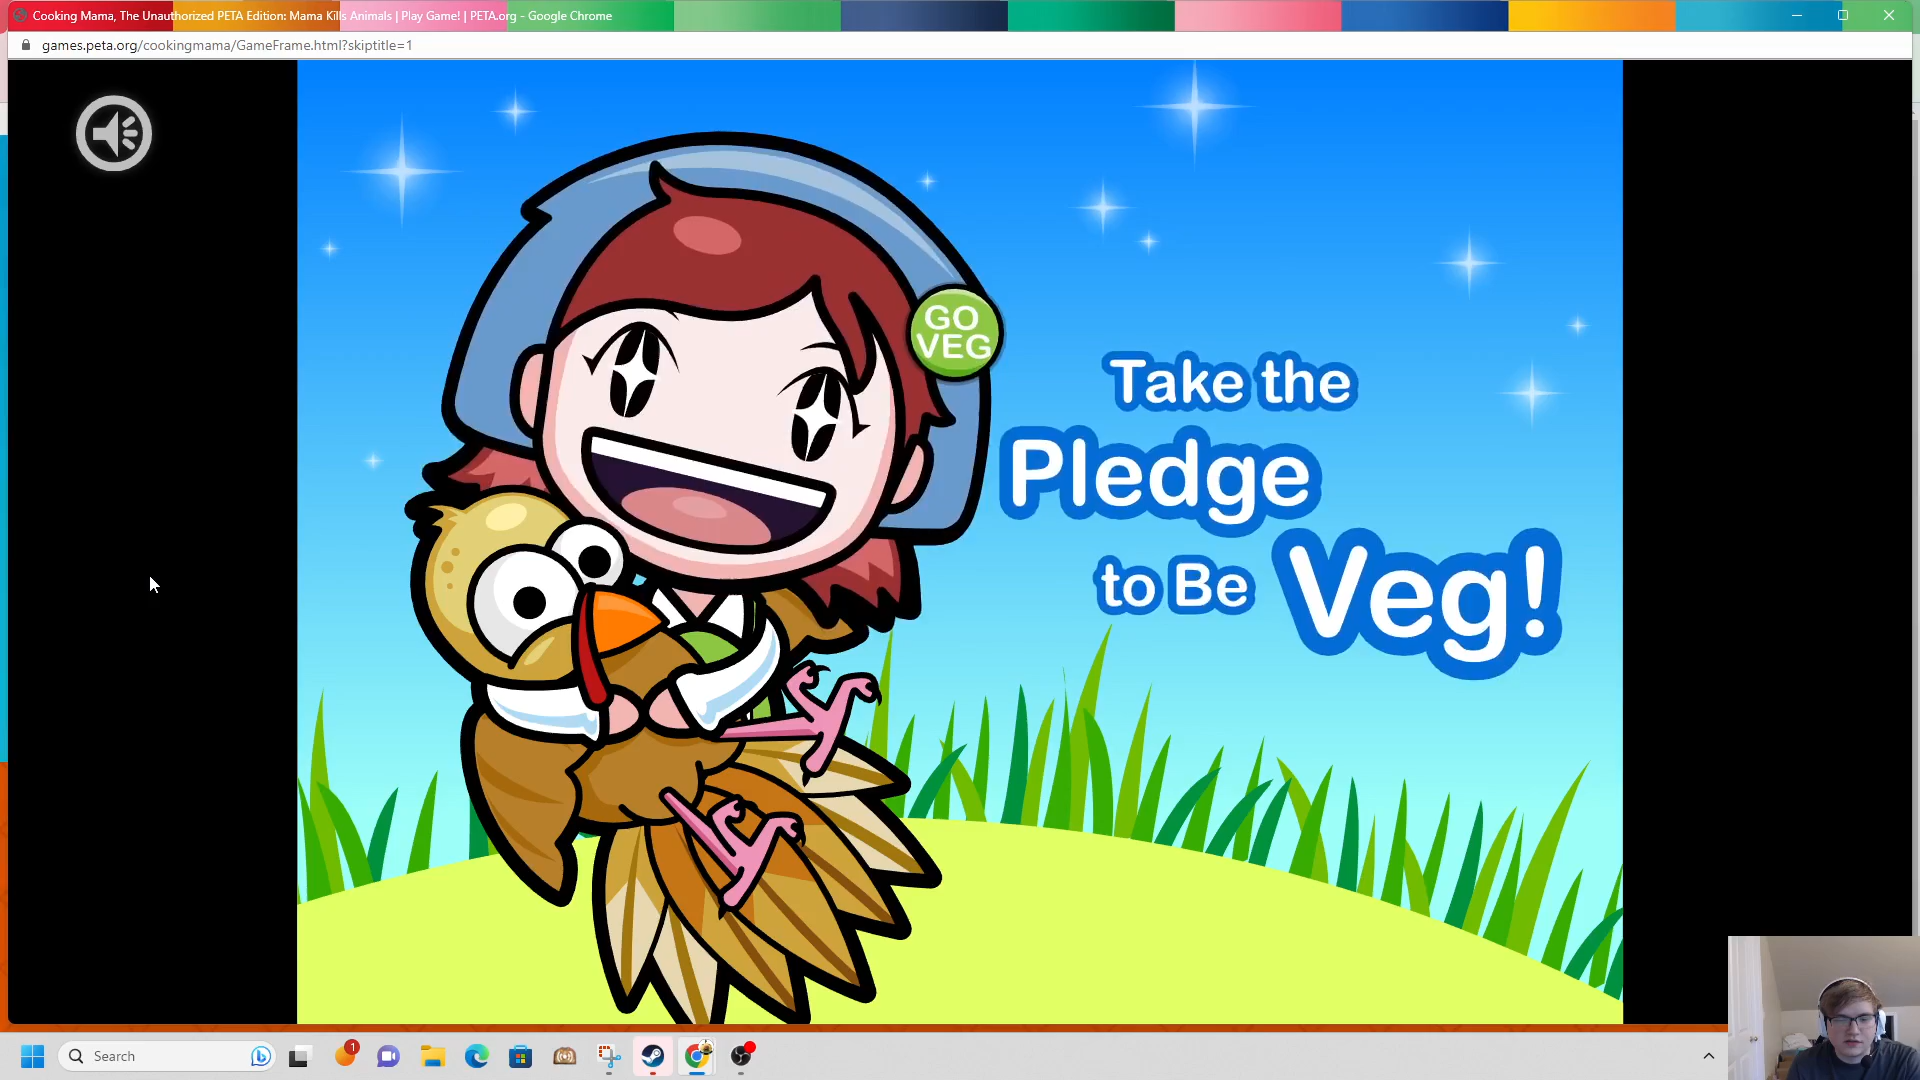 Cooking Mama, The Unauthorized PETA Edition: Mama Kills Animals | Play Game! | PETA.org - Google Chrome
games.peta.org/cookingmama/GameFrame.html?skiptitle=1
GO
VEG
Take the
Pledge
to Be Veg!
Search
1